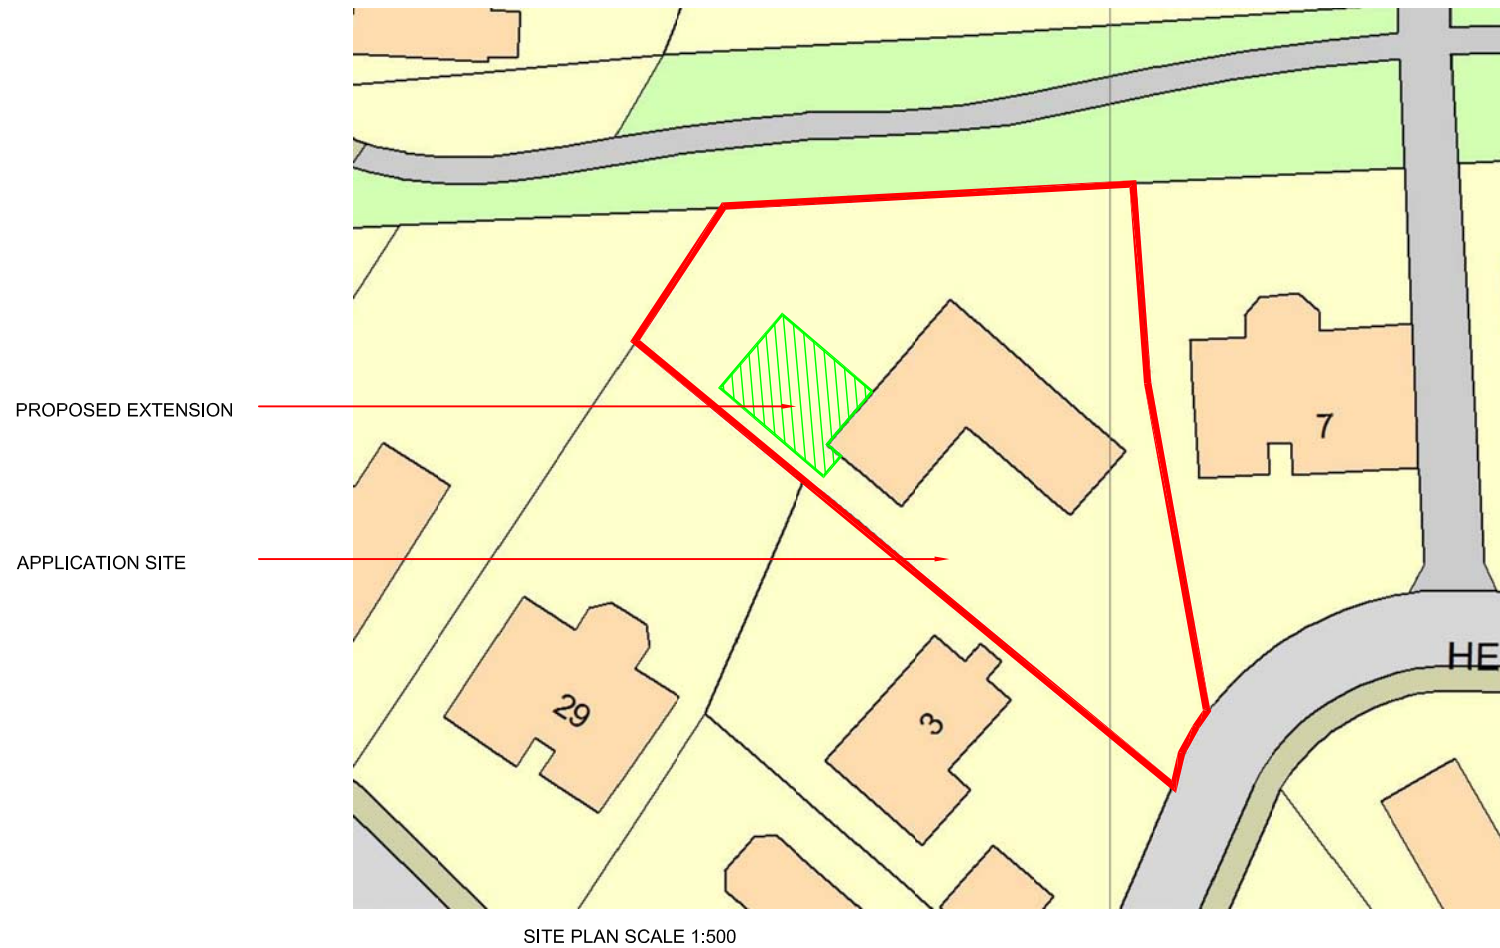 7
PROPOSED EXTENSION
APPLICATION SITE
HE
29
3
SITE PLAN SCALE 1:500